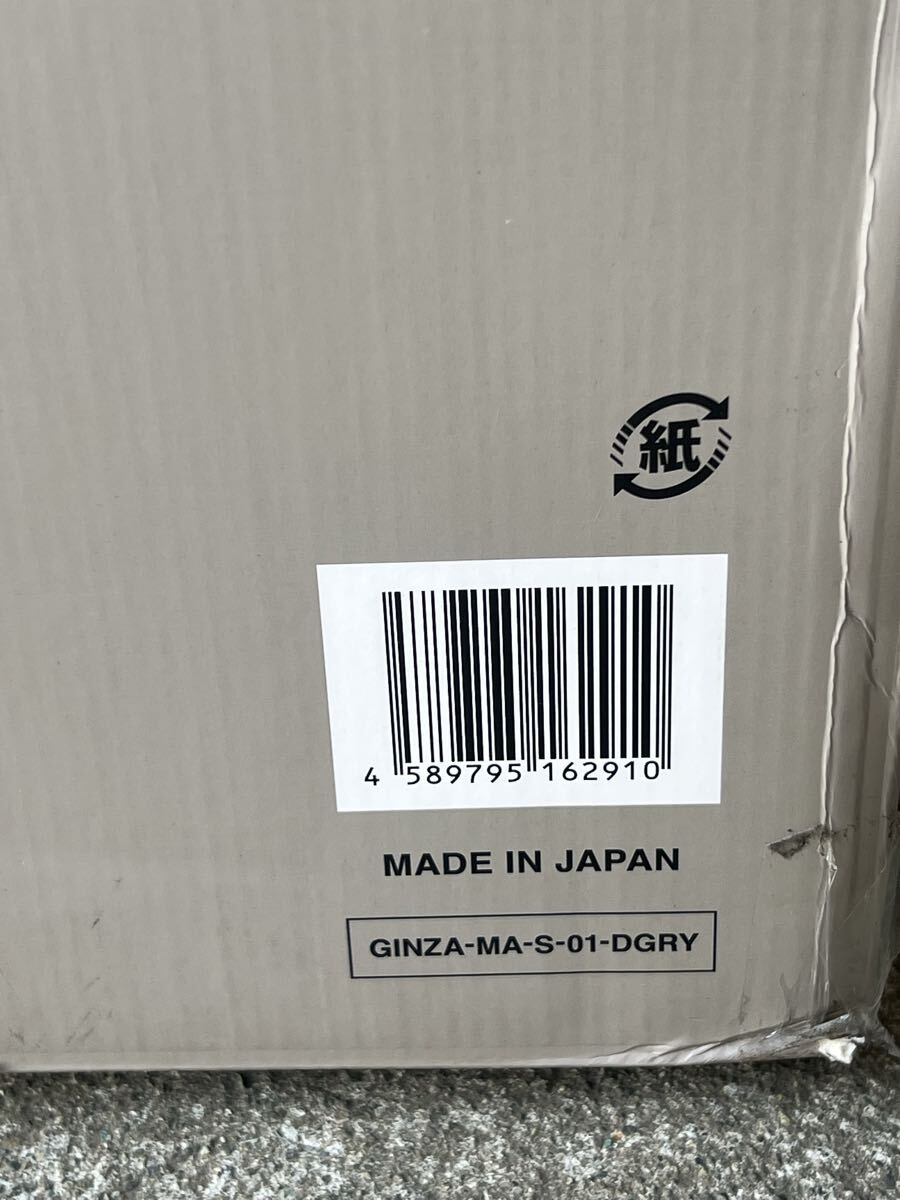 紙
4 589795 162910
MADE IN JAPAN
GINZA-MA-S-01-DGRY